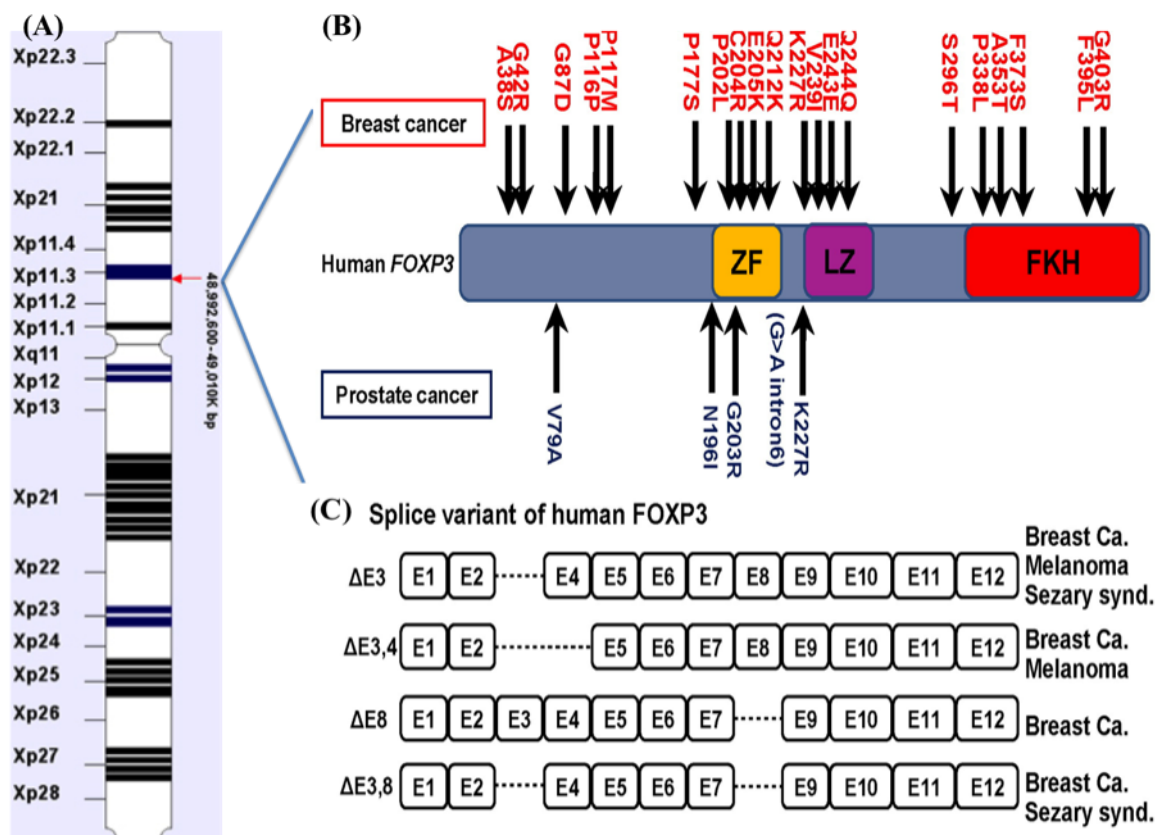 (A)
Xp22.3
Xp22.2
Xp22.1
Xp21
Xp11.4
Xp11.3
Xp11.2
Xp11.1
Xq11
Xp12
Xp13
Xp21
Xp22
Xp23
Xp24
Xp25
Xp26
Xp27
Xp28
48,992,600-49,010K bp
(B)
Breast cancer
A38S
G42R
G87D
P116P
P117M
P177S
P202L
C204R
E205K
Q212K
K227R
V239I
E243E
Q244Q
S296T
P338L
A353T
F373S
F395L
G403R
Human FOXP3
ZF
LZ
FKH
Prostate cancer
V79A
N196I
G203R
(G>A intron6)
K227R
(C) Splice variant of human FOXP3
ΔE3 E1 E2 E4 E5 E6 E7 E8 E9 E10 E11 E12
Breast Ca.
Melanoma
Sezary synd.
ΔE3,4 E1 E2 E5 E6 E7 E8 E9 E10 E11 E12
Breast Ca.
Melanoma
ΔE8 E1 E2 E3 E4 E5 E6 E7 E9 E10 E11 E12
Breast Ca.
ΔE3,8 E1 E2 E4 E5 E6 E7 E9 E10 E11 E12
Breast Ca.
Sezary synd.